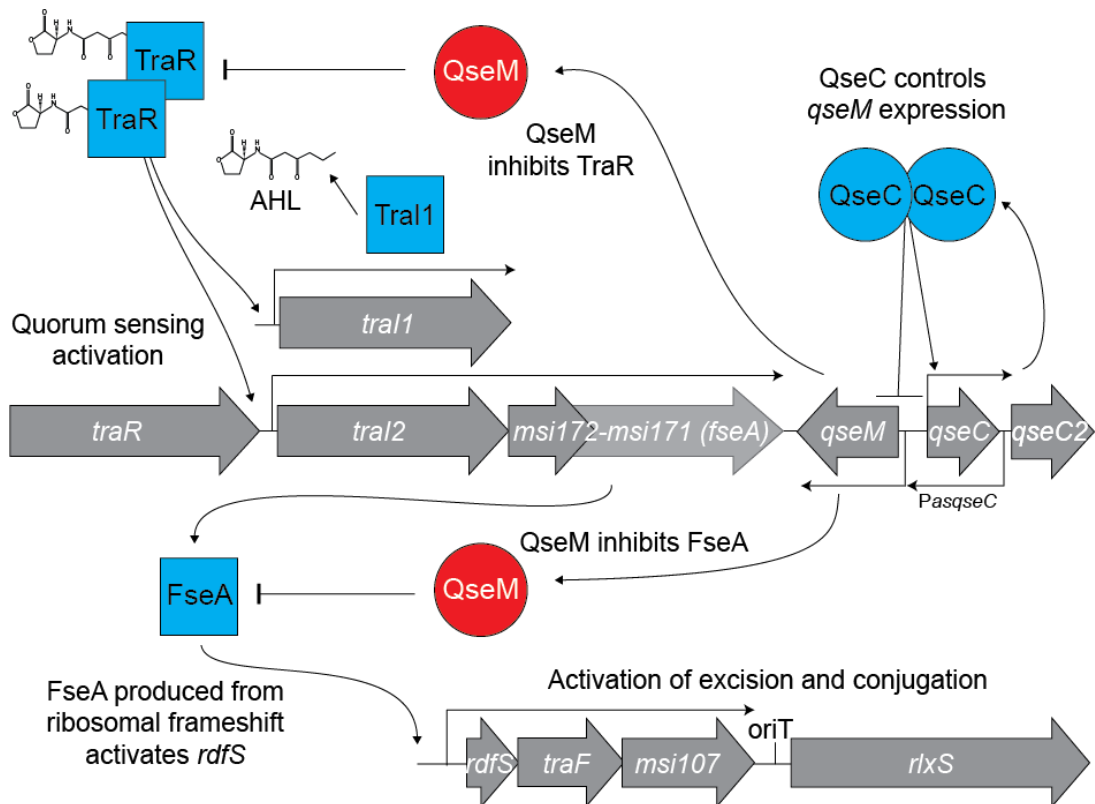 TraR
TraR
QseM
QseM
inhibits TraR
QseC controls
qseM expression
QseC QseC
AHL
TraI1
Quorum sensing
activation
traI1
traR
traI2
msi172-msi171 (fseA)
qseM
qseC
qseC2
PasqseC
QseM inhibits FseA
FseA
QseM
FseA produced from
ribosomal frameshift
activates rdfS
Activation of excision and conjugation
oriT
rdfS
traF
msi107
rlxS
O
O
H
H
N
O
O
O
O
H
H
N
O
O
O
H
H
N
O
O